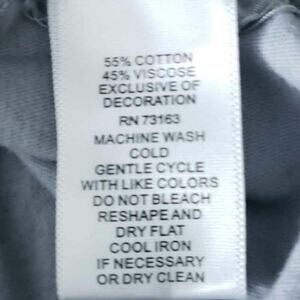 55% COTTON
45% VISCOSE
EXCLUSIVE OF
DECORATION
RN 73163
MACHINE WASH
COLD
GENTLE CYCLE
WITH LIKE COLORS
DO NOT BLEACH
RESHAPE AND
DRY FLAT
COOL IRON
IF NECESSARY
OR DRY CLEAN